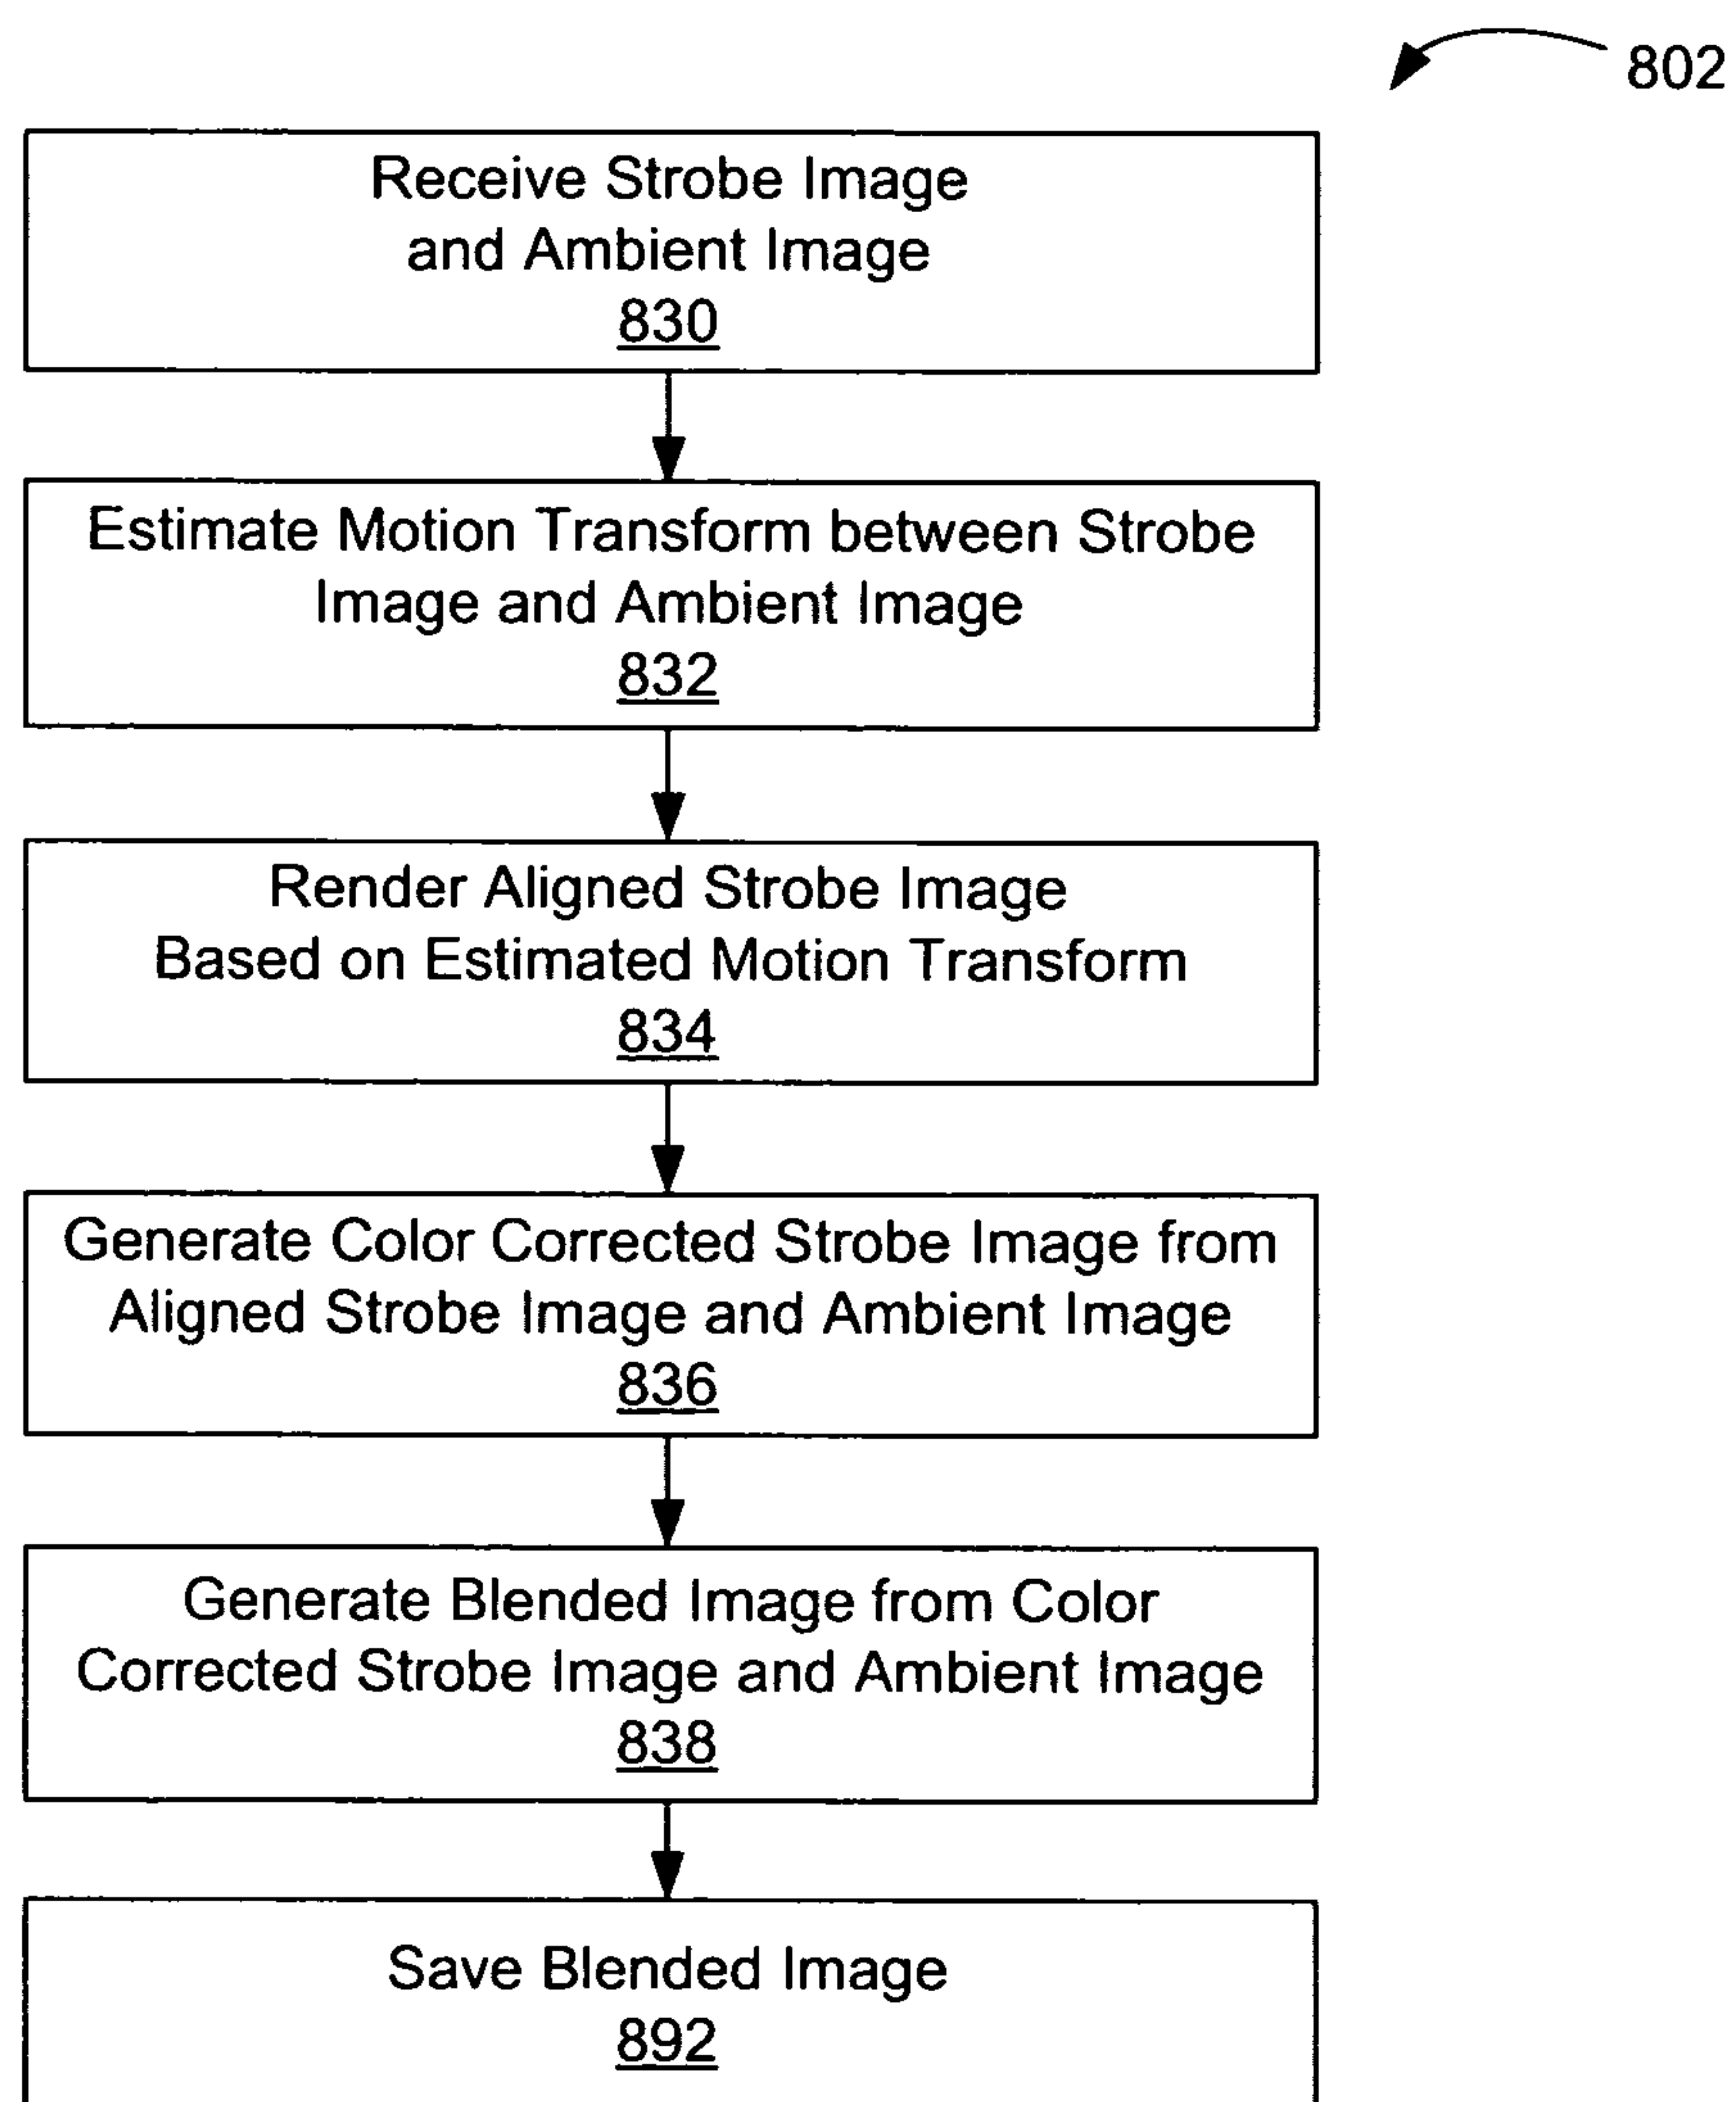 802
Receive Strobe Image
and Ambient Image
830
Estimate Motion Transform between Strobe
Image and Ambient Image
832
Render Aligned Strobe Image
Based on Estimated Motion Transform
834
Generate Color Corrected Strobe Image from
Aligned Strobe Image and Ambient Image
836
Generate Blended Image from Color
Corrected Strobe Image and Ambient Image
838
Save Blended Image
892